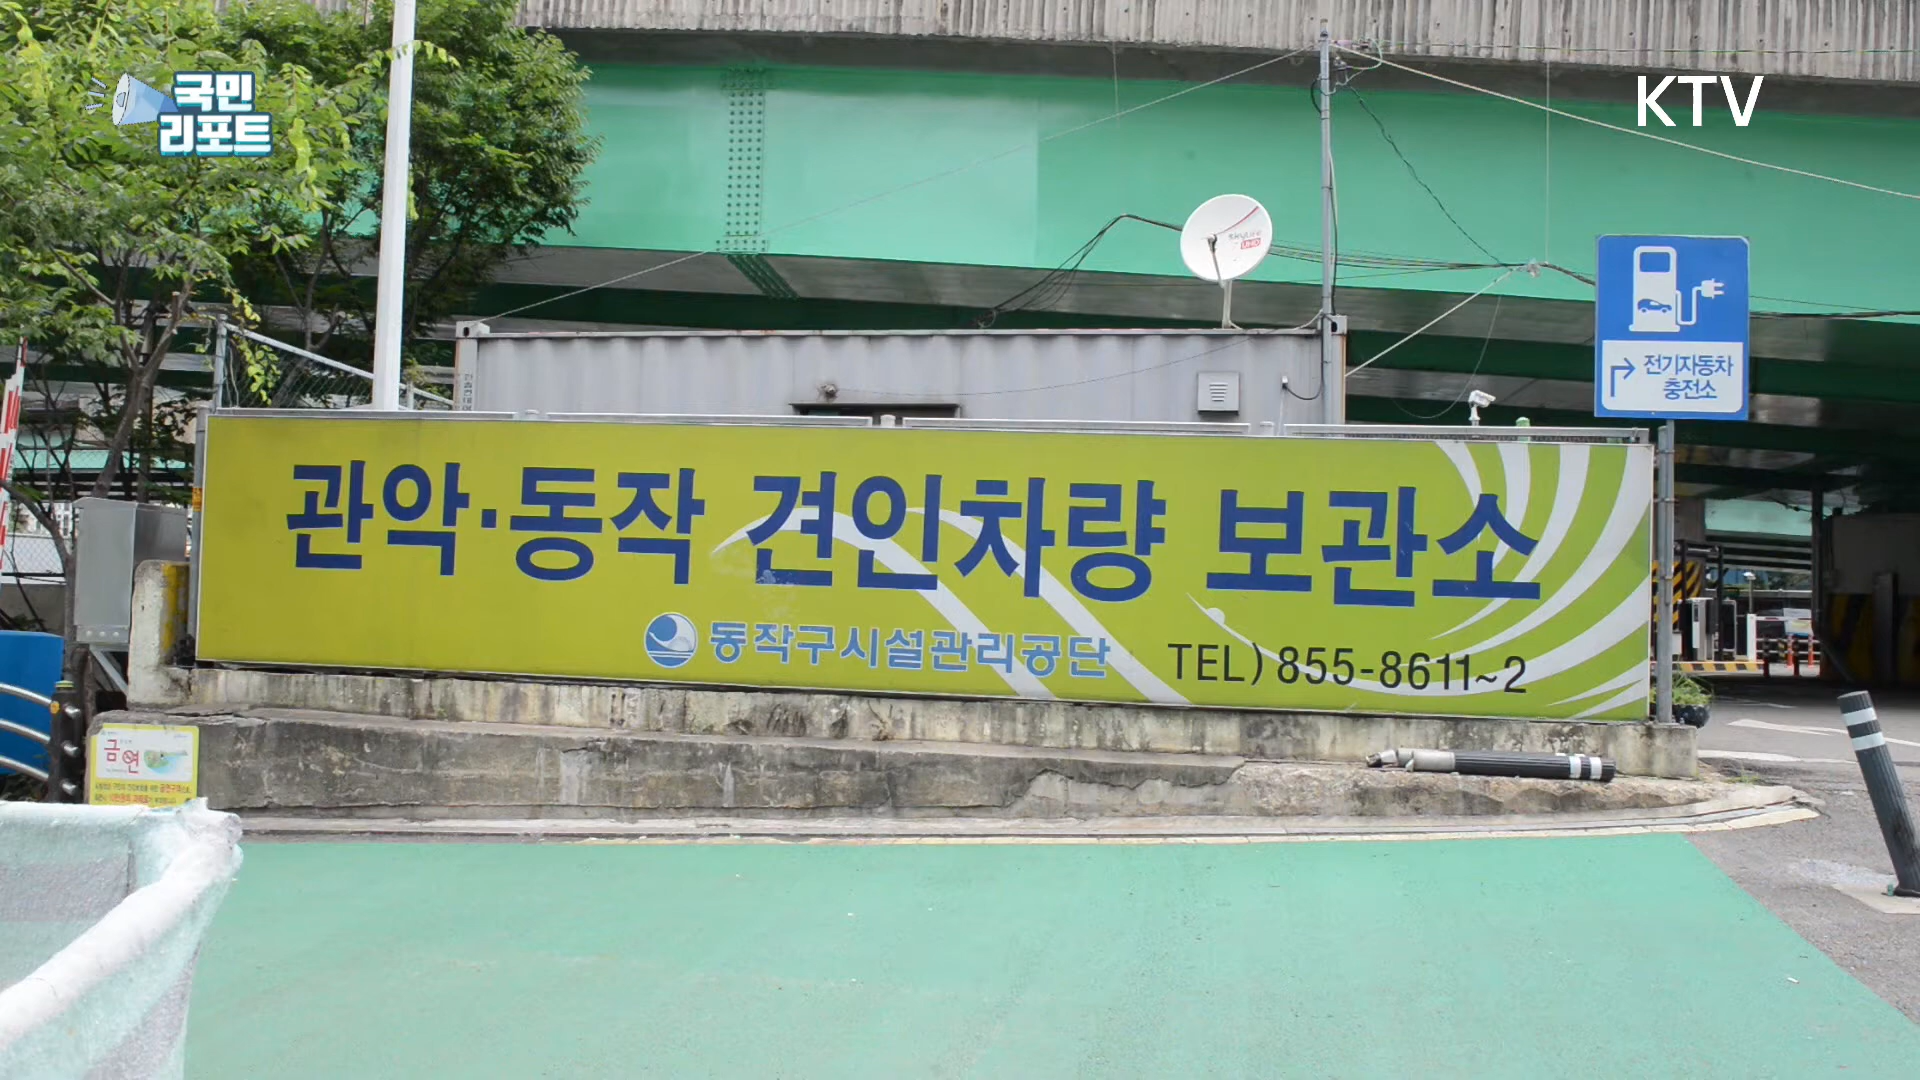 국민
리포트
KTV
skylife
UHD
전기자동차
충전소
관악·동작 견인차량 보관소
동작구시설관리공단
TEL) 855-8611~2
금연